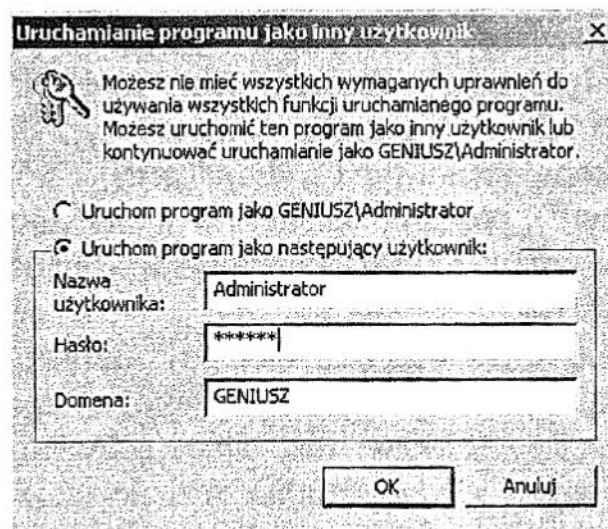 Uruchamianie programu jako inny użytkownik
Możesz nie mieć wszystkich wymaganych uprawnień do
używania wszystkich funkcji uruchamianego programu.
Możesz uruchomić ten program jako inny użytkownik lub
kontynuować uruchamianie jako GENIUSZ\Administrator.
Uruchom program jako GENIUSZ\Administrator
Uruchom program jako następujący użytkownik:
Nazwa
użytkownika:
Administrator
Hasło:
******
Domena:
GENIUSZ
OK
Anuluj